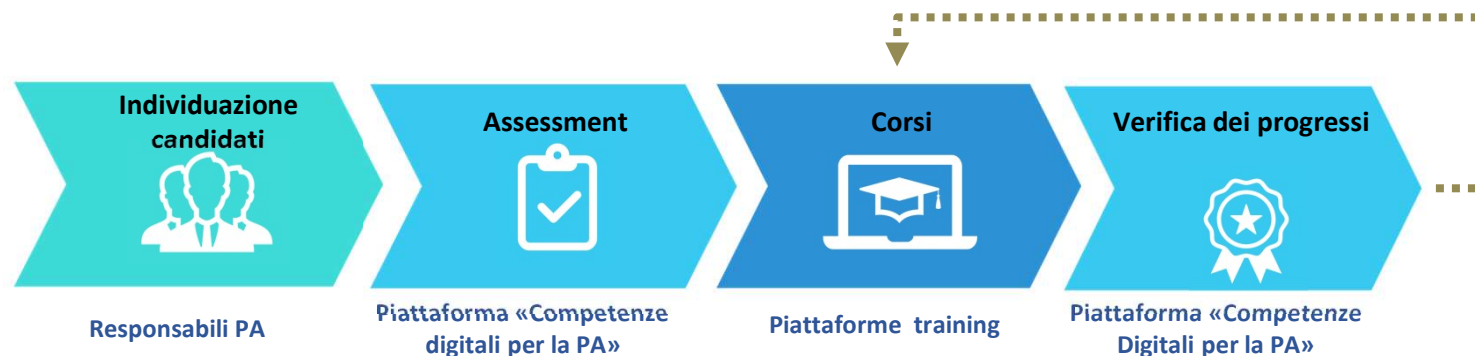 Individuazione
candidati
Assessment
Corsi
Verifica dei progressi
Responsabili PA
Piattaforma «Competenze
digitali per la PA»
Piattaforme training
Piattaforma «Competenze
Digitali per la PA»